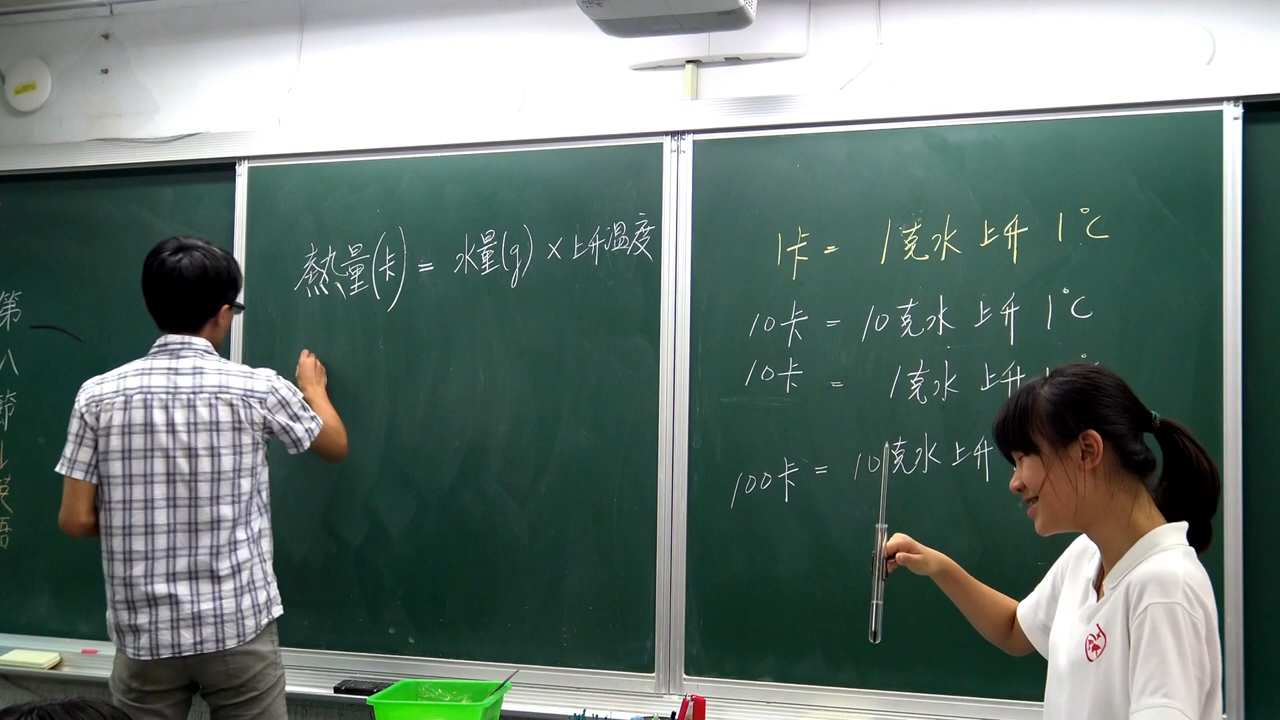 第八節
英語
熱量(卡) = 水量(g) × 上升溫度
1卡 = 1克水 上升 1℃
10卡 = 10克水 上升 1℃
10卡 = 1克水 上升
100卡 = 10克水 上升